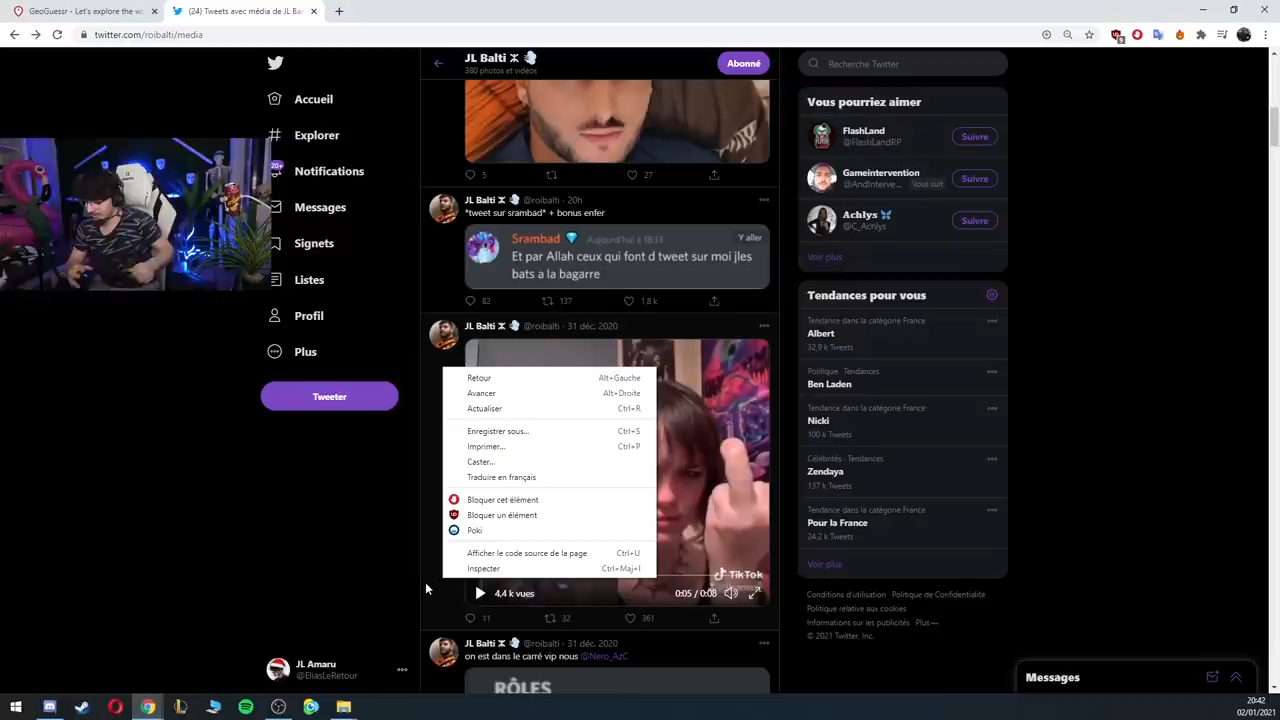 GeoGuessr - Let's explore the wo
(24) Tweets avec média de JL Bal
twitter.com/roibalti/media
JL Balti
380 photos et vidéos
Abonné
Accueil
Explorer
20+
Notifications
Messages
Signets
Listes
Profil
Plus
Tweeter
JL Amaru
@EliasLeRetour
5
27
JL Balti @roibalti · 20h
*tweet sur srambad* + bonus enfer
Srambad Aujourd'hui à 18:13
Y aller
Et par Allah ceux qui font d tweet sur moi jles
bats a la bagarre
82
137
1,8 k
JL Balti @roibalti · 31 déc. 2020
Retour Alt+Gauche
Avancer Alt+Droite
Actualiser Ctrl+R
Enregistrer sous... Ctrl+S
Imprimer... Ctrl+P
Caster...
Traduire en français
Bloquer cet élément
Bloquer un élément
Poki
Afficher le code source de la page Ctrl+U
Inspecter Ctrl+Maj+I
TikTok
4,4 k vues
0:05 / 0:08
11
32
361
JL Balti @roibalti · 31 déc. 2020
on est dans le carré vip nous @Nero_AzC
RÔLES
Recherche Twitter
Vous pourriez aimer
FlashLand
@FlashLandRP
Suivre
Gameintervention
@AndInterve... Vous suit
Suivre
Achlys
@C_Achlys
Suivre
Voir plus
Tendances pour vous
Tendance dans la catégorie France
Albert
32,9 k Tweets
Politique · Tendances
Ben Laden
Tendance dans la catégorie France
Nicki
100 k Tweets
Célébrités · Tendances
Zendaya
137 k Tweets
Tendance dans la catégorie France
Pour la France
24,2 k Tweets
Voir plus
Conditions d'utilisation Politique de Confidentialité
Politique relative aux cookies
Informations sur les publicités Plus
© 2021 Twitter, Inc.
Messages
20:42
02/01/2021